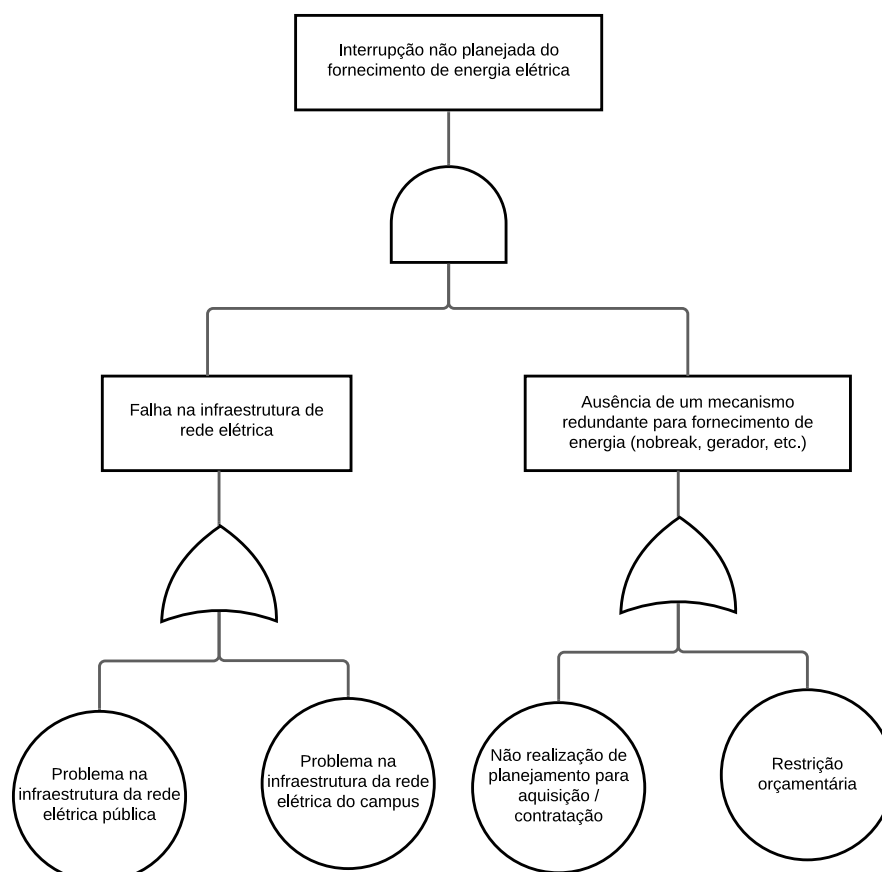 Interrupção não planejada do
fornecimento de energia elétrica
Falha na infraestrutura de
rede elétrica
Ausência de um mecanismo
redundante para fornecimento de
energia (nobreak, gerador, etc.)
Problema na
infraestrutura da rede
elétrica pública
Problema na
infraestrutura da rede
elétrica do campus
Não realização de
planejamento para
aquisição /
contratação
Restrição
orçamentária